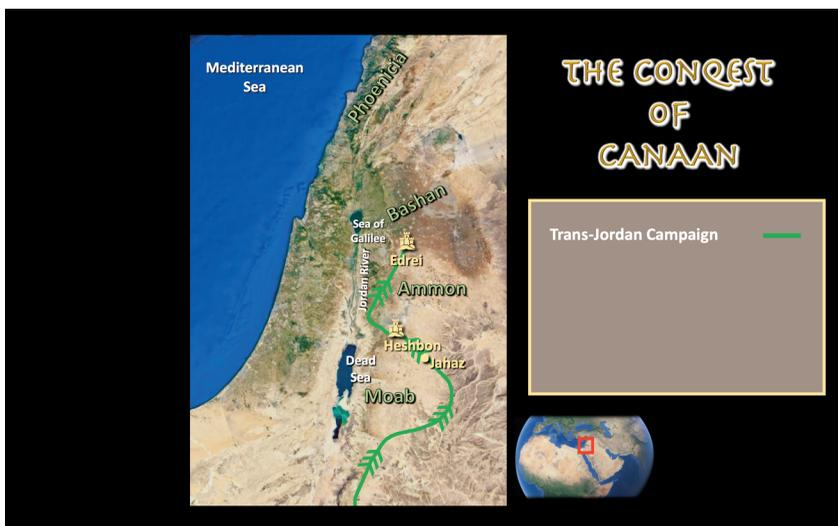 THE CONQEST
OF
CANAAN
Mediterranean
Sea
Phoenicia
Bashan
Sea of
Galilee
Edrei
Jordan River
Ammon
Heshbon
Jahaz
Dead
Sea
Moab
Trans-Jordan Campaign